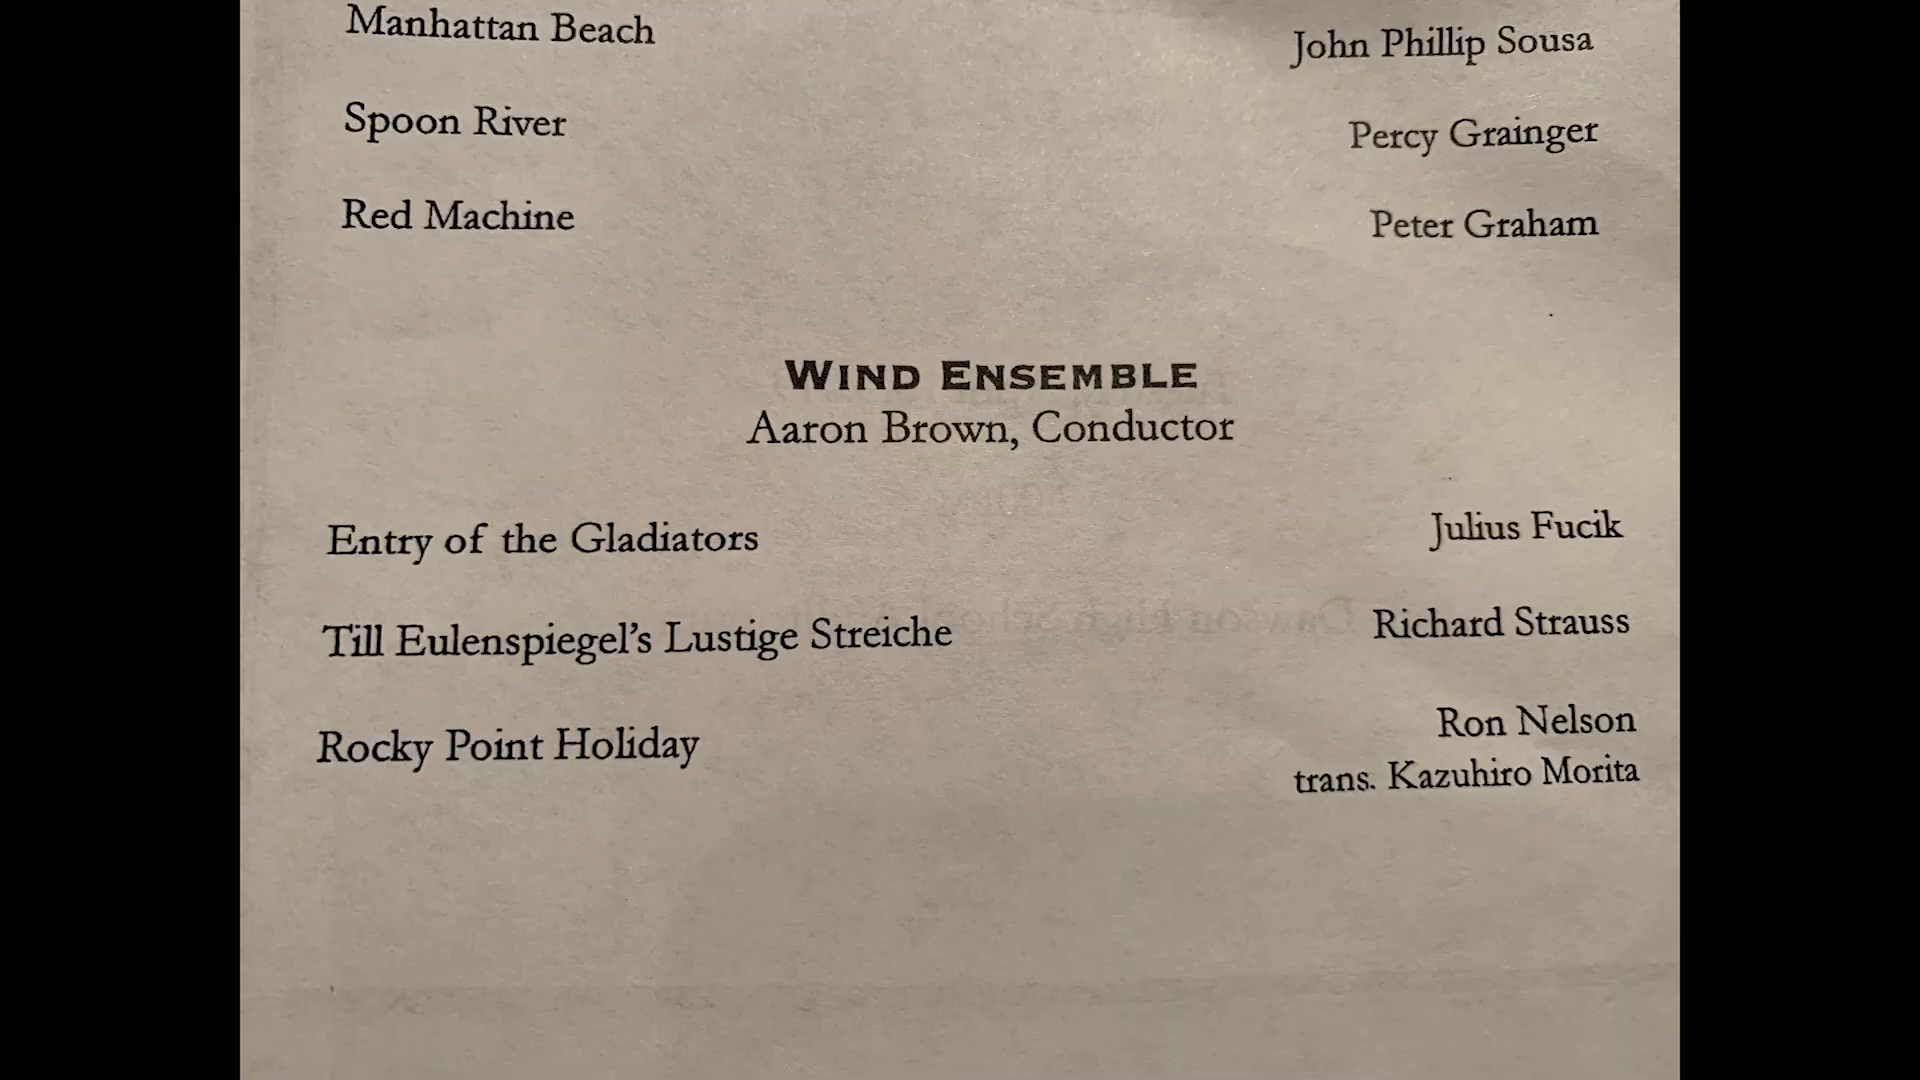 Manhattan Beach John Phillip Sousa
Spoon River Percy Grainger
Red Machine Peter Graham
WIND ENSEMBLE
Aaron Brown, Conductor
Entry of the Gladiators Julius Fucik
Till Eulenspiegel’s Lustige Streiche Richard Strauss
Rocky Point Holiday Ron Nelson
trans. Kazuhiro Morita